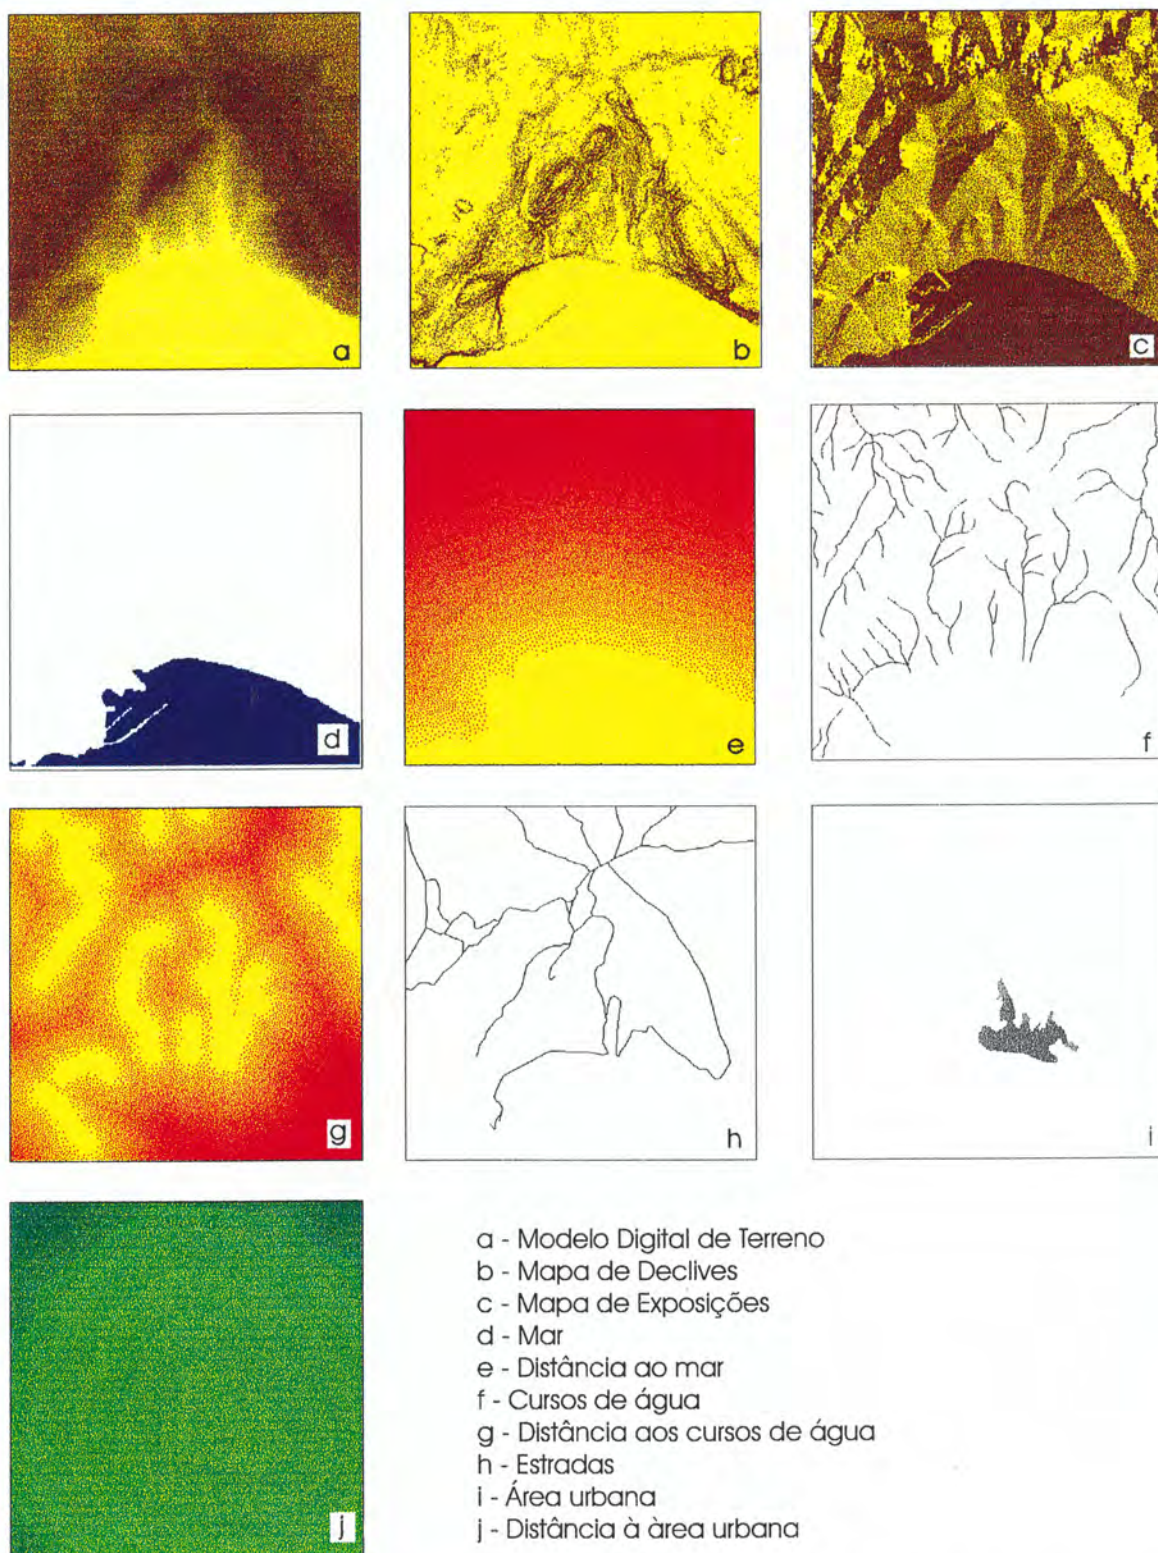 a
b
c
d
e
f
g
h
i
j
a - Modelo Digital de Terreno
b - Mapa de Declives
c - Mapa de Exposições
d - Mar
e - Distância ao mar
f - Cursos de água
g - Distância aos cursos de água
h - Estradas
i - Área urbana
j - Distância à àrea urbana